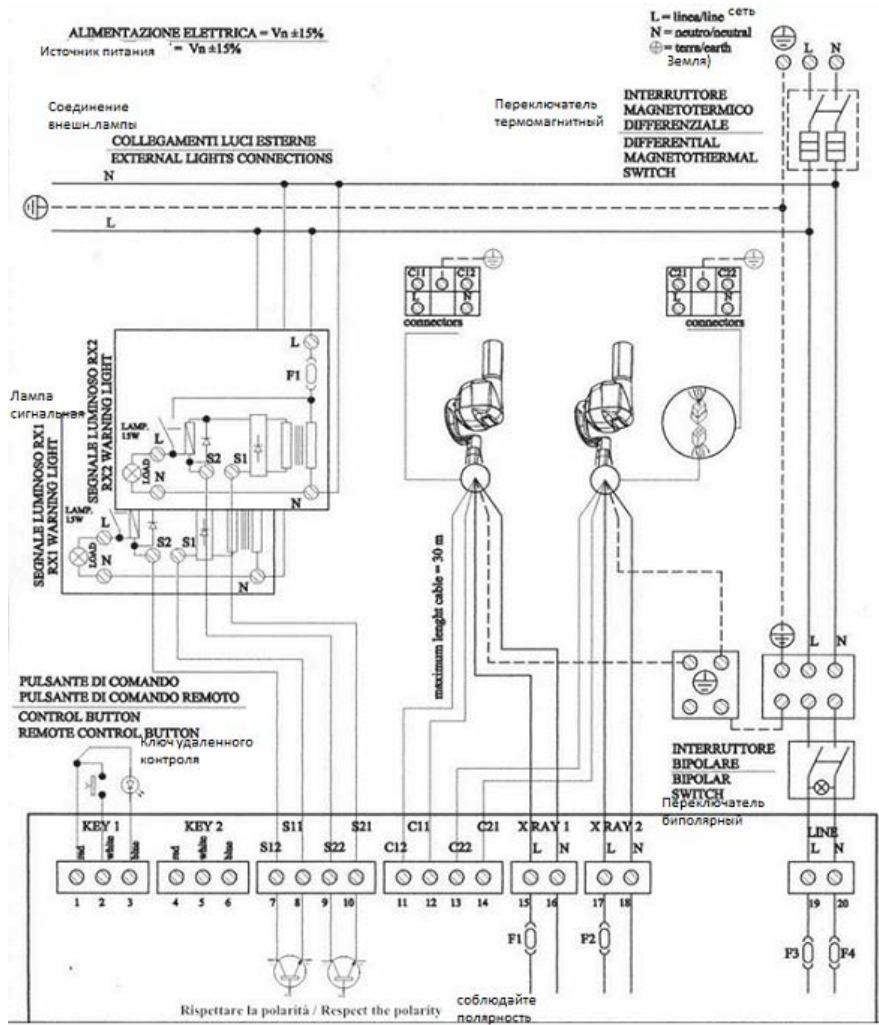 ALIMENTAZIONE ELETTRICA = Vn ±15%
Источник питания = Vn ±15%
L = linea/line сеть
N = neutro/neutral
= terra/earth
Земля)
L N
Соединение
внешн.лампы
COLLEGAMENTI LUCI ESTERNE
EXTERNAL LIGHTS CONNECTIONS
Переключатель
термомагнитный
INTERRUTTORE
MAGNETOTERMICO
DIFFERENZIALE
DIFFERENTIAL
MAGNETOTHERMAL
SWITCH
N
L
C11 C12
L N
connectors
C21 C22
L N
connectors
Лампа
сигнальная
SEGNALE LUMINOSO RX2
RX2 WARNING LIGHT
L
F1
LAMP.
15W
L
LOAD
N
S2 S1
N
SEGNALE LUMINOSO RX1
RX1 WARNING LIGHT
LAMP.
15W
L
LOAD
N
S2 S1
N
maximum lenght cable = 30 m
L N
PULSANTE DI COMANDO
PULSANTE DI COMANDO REMOTO
CONTROL BUTTON
REMOTE CONTROL BUTTON
Ключ удаленного
контроля
INTERRUTTORE
BIPOLARE
BIPOLAR
SWITCH
Переключатель
биполярный
KEY 1 KEY 2 S11 S21 C11 C21 X RAY 1 X RAY 2 LINE
red white blue red white blue S12 S22 C12 C22 L N L N L N
1 2 3 4 5 6 7 8 9 10 11 12 13 14 15 16 17 18 19 20
F1 F2 F3 F4
Rispettare la polarità / Respect the polarity
соблюдайте
полярность